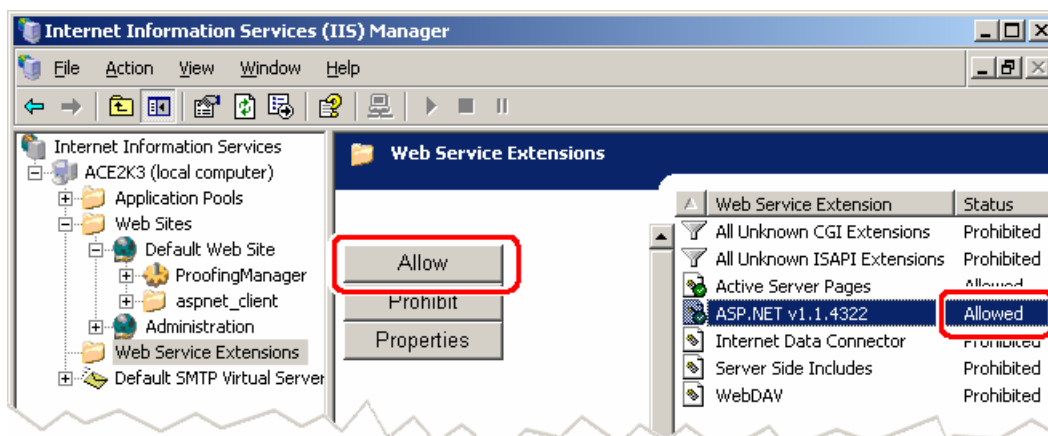 Internet Information Services (IIS) Manager
File Action View Window Help
Internet Information Services
ACE2K3 (local computer)
Application Pools
Web Sites
Default Web Site
ProofingManager
aspnet_client
Administration
Web Service Extensions
Default SMTP Virtual Server
Web Service Extensions
Allow
Prohibit
Properties
Web Service Extension Status
All Unknown CGI Extensions Prohibited
All Unknown ISAPI Extensions Prohibited
Active Server Pages Allowed
ASP.NET v1.1.4322 Allowed
Internet Data Connector Prohibited
Server Side Includes Prohibited
WebDAV Prohibited